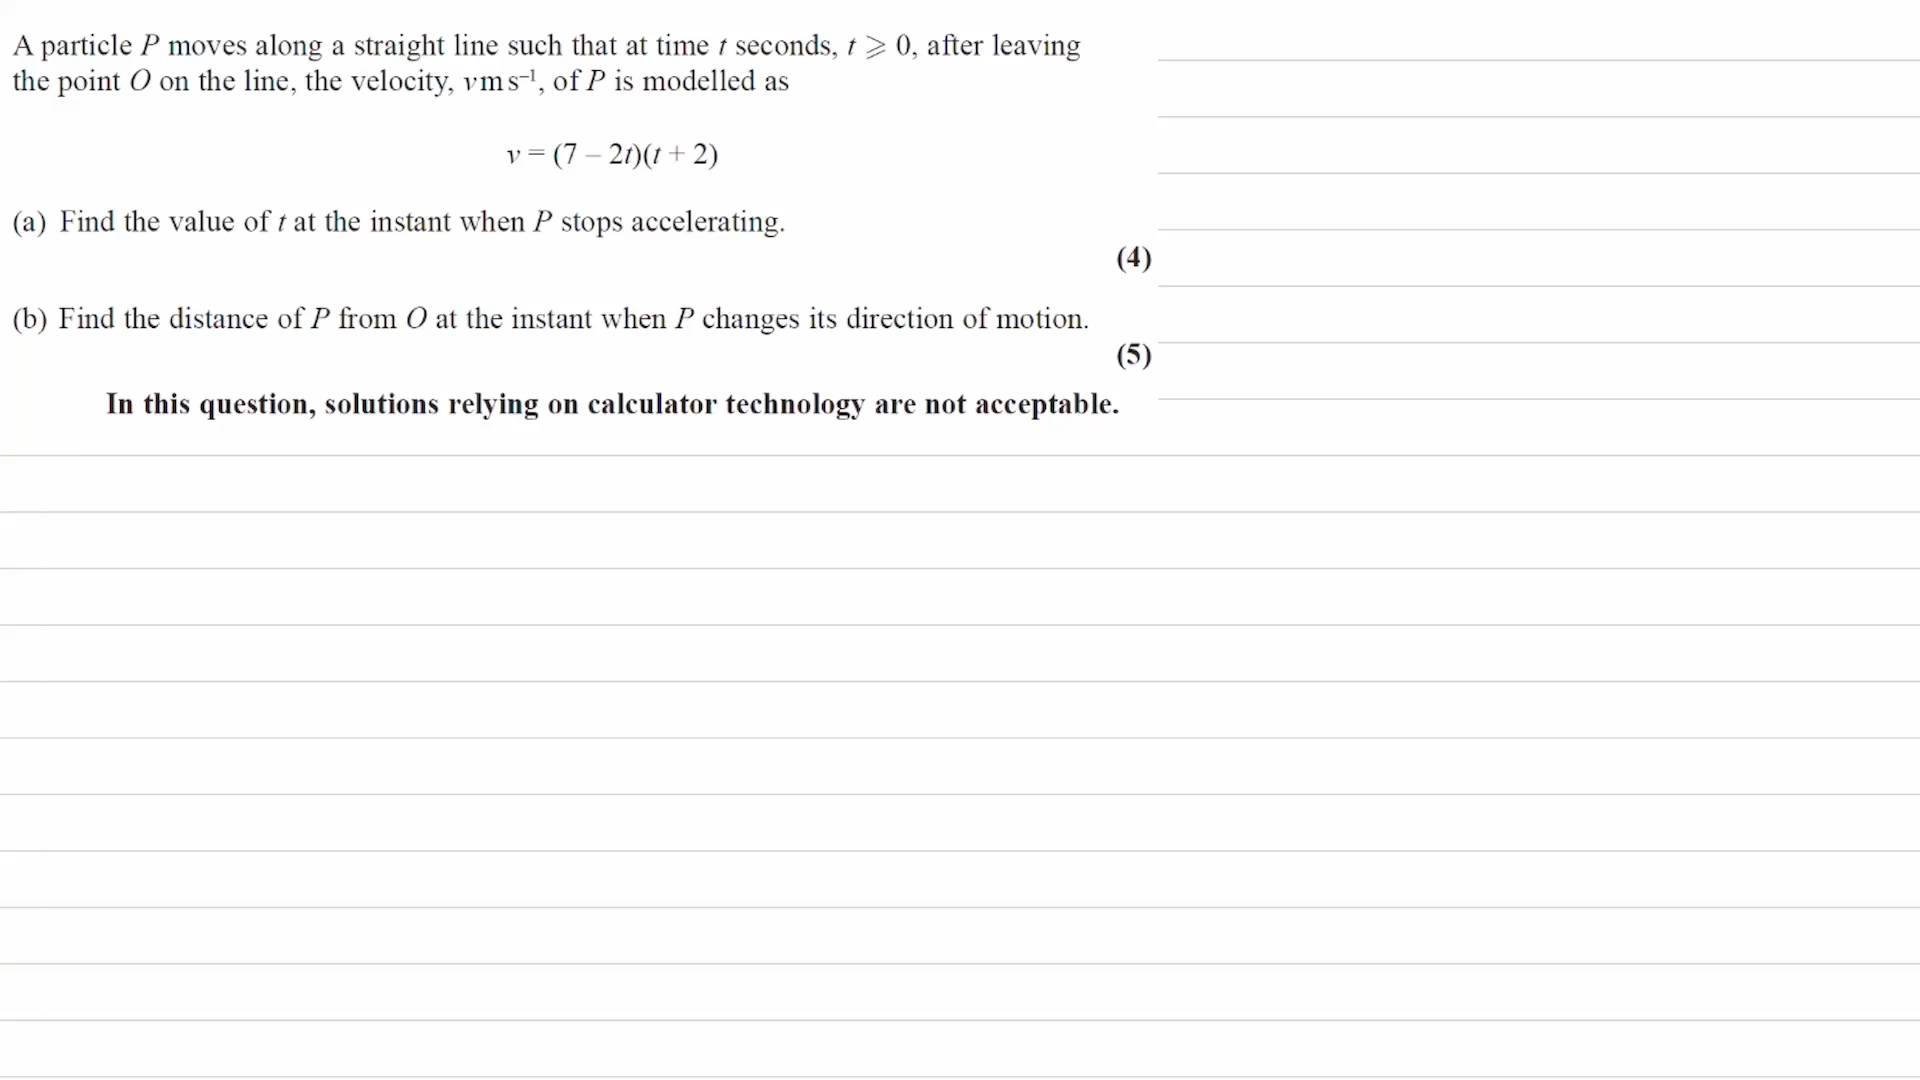 A particle P moves along a straight line such that at time t seconds, t ⩾ 0, after leaving
the point O on the line, the velocity, v m s⁻¹, of P is modelled as
v = (7 – 2t)(t + 2)
(a) Find the value of t at the instant when P stops accelerating.
(4)
(b) Find the distance of P from O at the instant when P changes its direction of motion.
(5)
In this question, solutions relying on calculator technology are not acceptable.